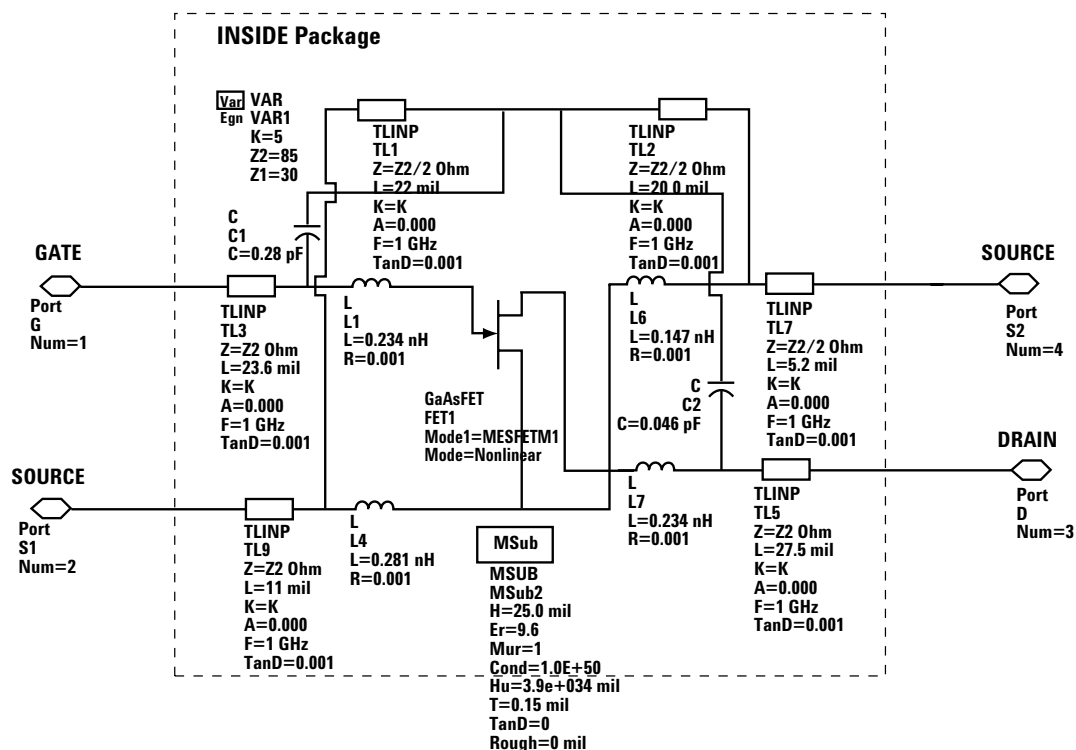 INSIDE Package
Var VAR
Egn VAR1
K=5
Z2=85
Z1=30
TLINP
TL1
Z=Z2/2 Ohm
L=22 mil
K=K
A=0.000
F=1 GHz
TanD=0.001
TLINP
TL2
Z=Z2/2 Ohm
L=20 0 mil
K=K
A=0.000
F=1 GHz
TanD=0.001
C
C1
C=0.28 pF
GATE
Port
G
Num=1
TLINP
TL3
Z=Z2 Ohm
L=23.6 mil
K=K
A=0.000
F=1 GHz
TanD=0.001
L
L1
L=0.234 nH
R=0.001
GaAsFET
FET1
Mode1=MESFETM1
Mode=Nonlinear
L
L6
L=0.147 nH
R=0.001
C
C2
C=0.046 pF
TLINP
TL7
Z=Z2/2 Ohm
L=5.2 mil
K=K
A=0.000
F=1 GHz
TanD=0.001
SOURCE
Port
S2
Num=4
SOURCE
Port
S1
Num=2
TLINP
TL9
Z=Z2 Ohm
L=11 mil
K=K
A=0.000
F=1 GHz
TanD=0.001
L
L4
L=0.281 nH
R=0.001
MSub
MSUB
MSub2
H=25.0 mil
Er=9.6
Mur=1
Cond=1.0E+50
Hu=3.9e+034 mil
T=0.15 mil
TanD=0
Rough=0 mil
L
L7
L=0.234 nH
R=0.001
TLINP
TL5
Z=Z2 Ohm
L=27.5 mil
K=K
A=0.000
F=1 GHz
TanD=0.001
DRAIN
Port
D
Num=3